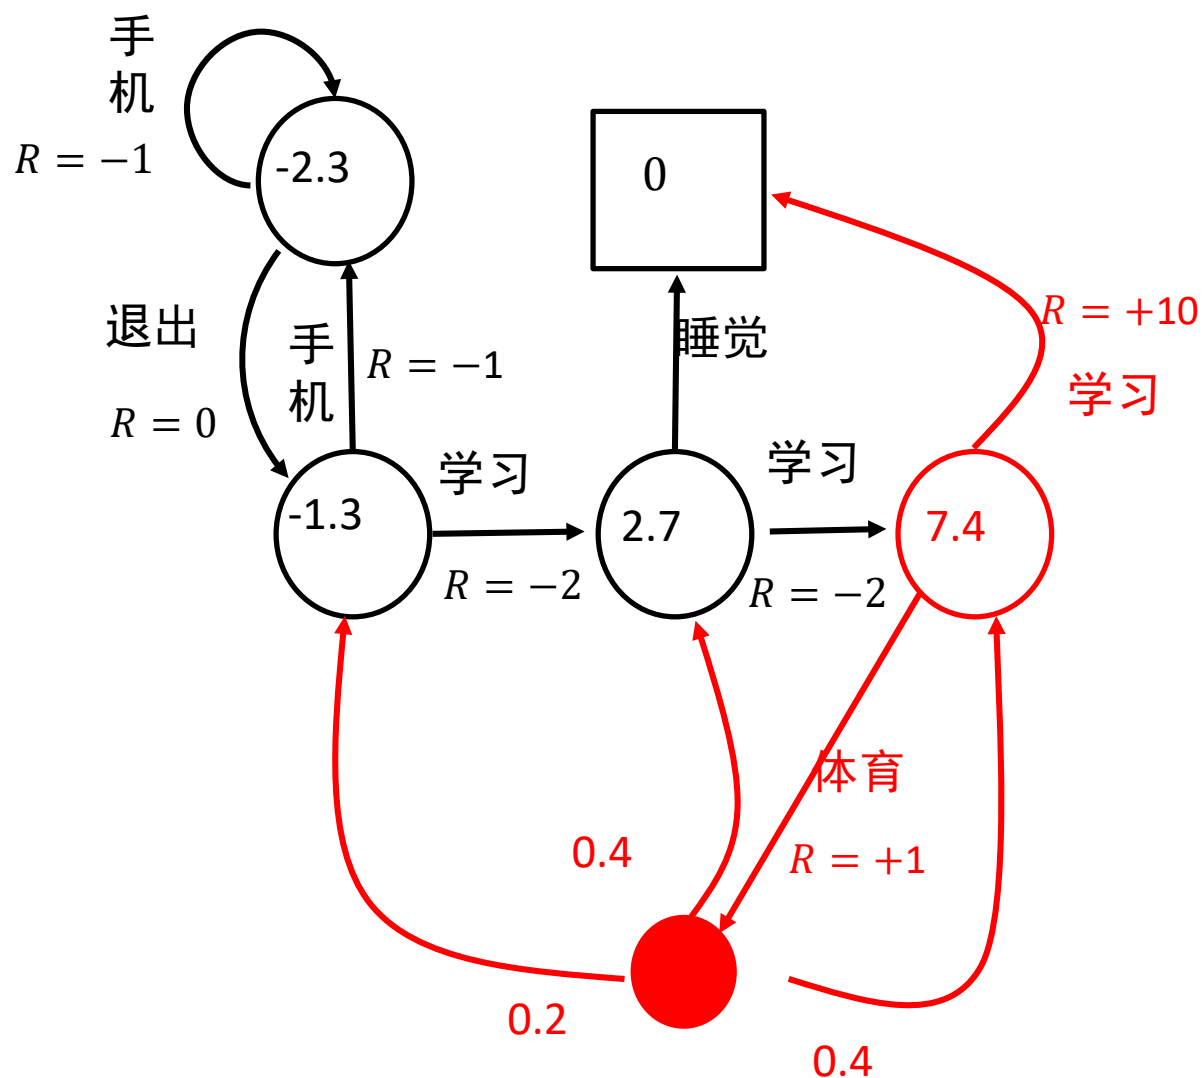 手
机
R = −1
-2.3
0
退出
R = 0
手
机
R = −1
睡觉
R = +10
学习
学习
学习
-1.3
2.7
7.4
R = −2
R = −2
体育
R = +1
0.4
0.2
0.4